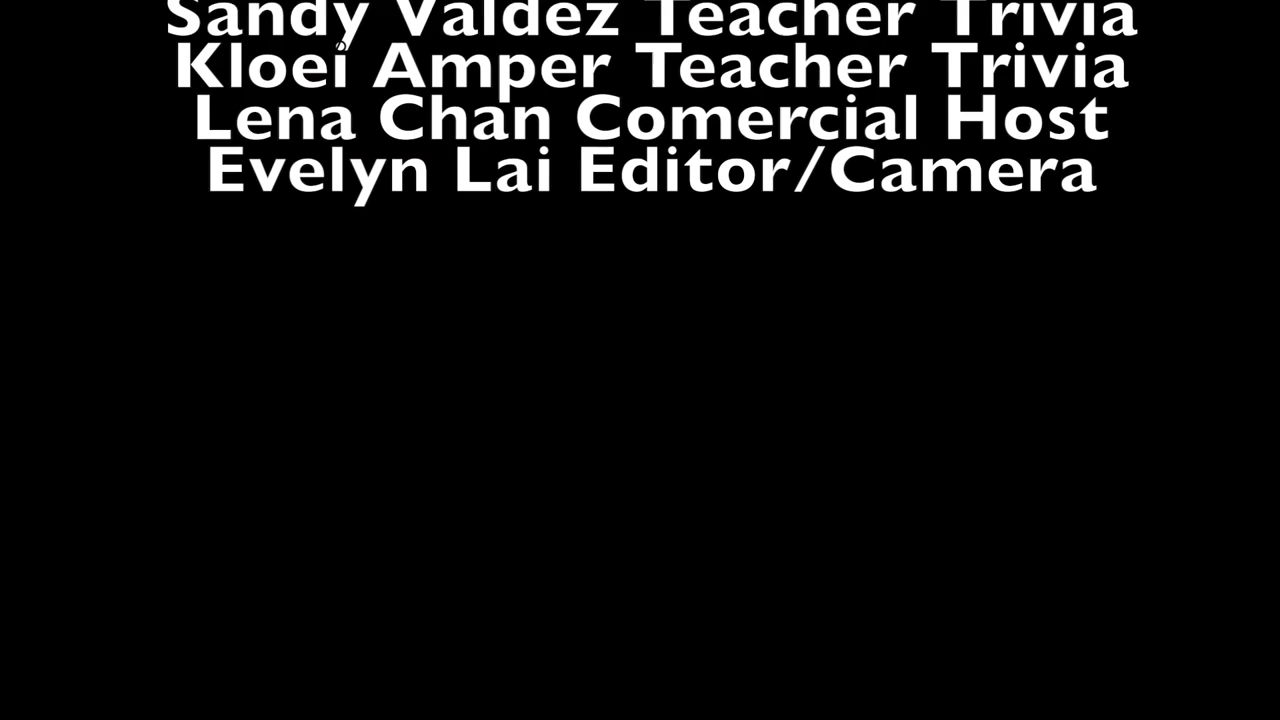 Sandy Valdez Teacher Trivia
Kloei Amper Teacher Trivia
Lena Chan Comercial Host
Evelyn Lai Editor/Camera